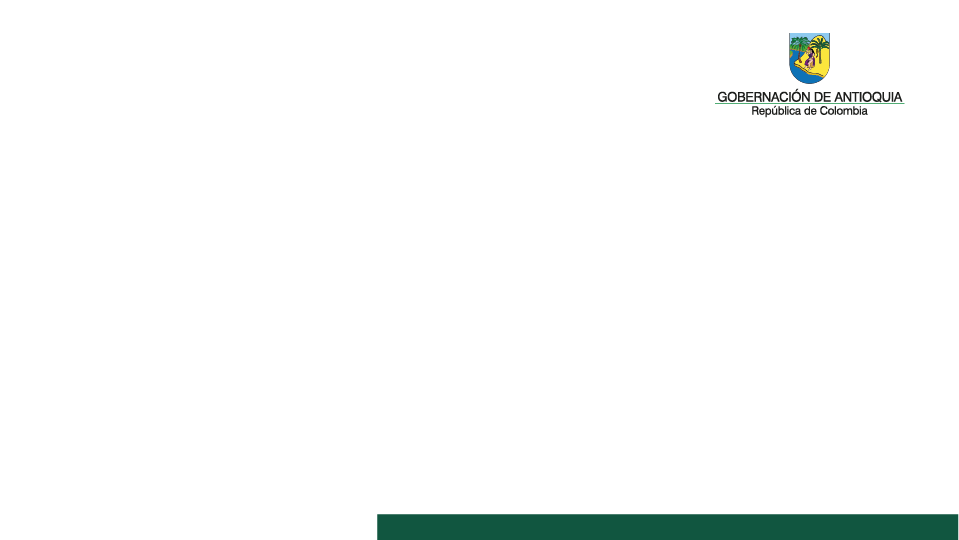 GOBERNACIÓN DE ANTIOQUIA
República de Colombia